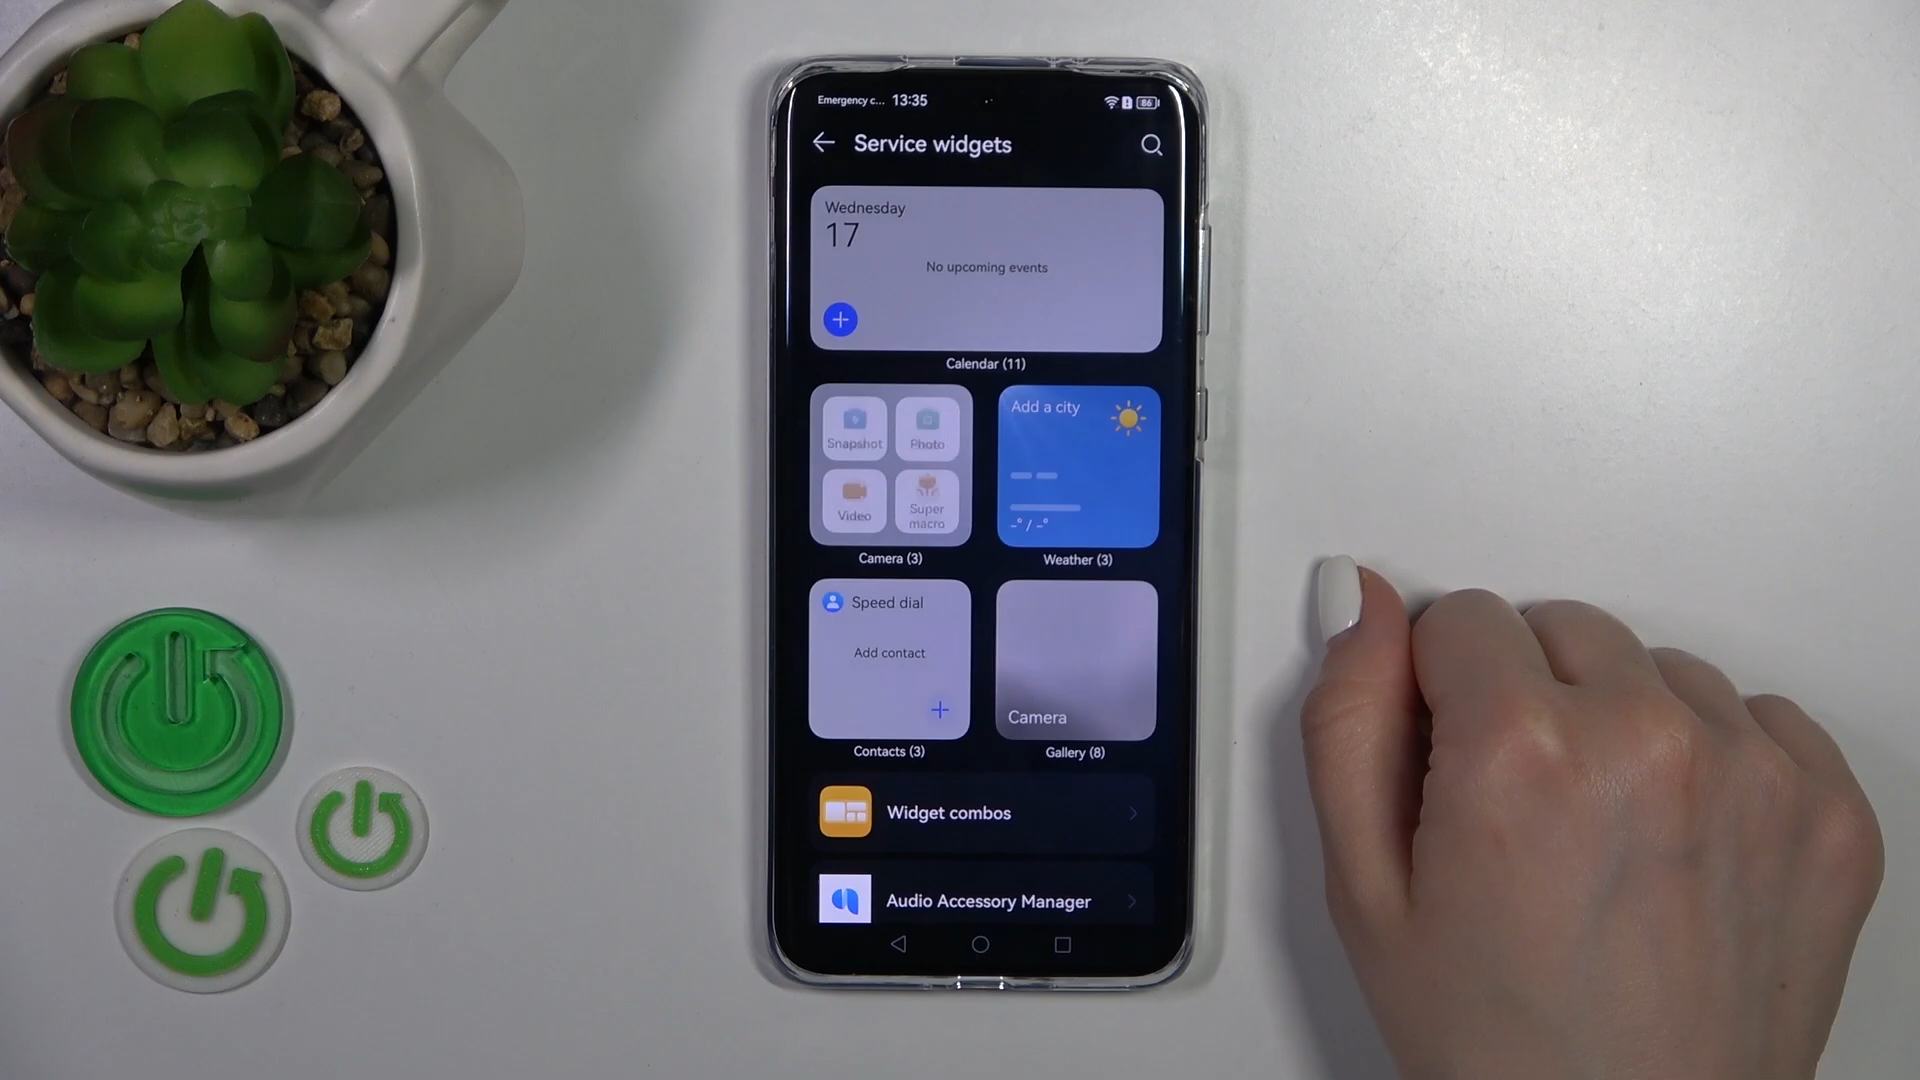 Emergency c... 13:35 86
Service widgets
Wednesday
17
No upcoming events
Calendar (11)
Snapshot
Photo
Video
Super
macro
Camera (3)
Add a city
-° / -°
Weather (3)
Speed dial
Add contact
Contacts (3)
Camera
Gallery (8)
Widget combos
Audio Accessory Manager